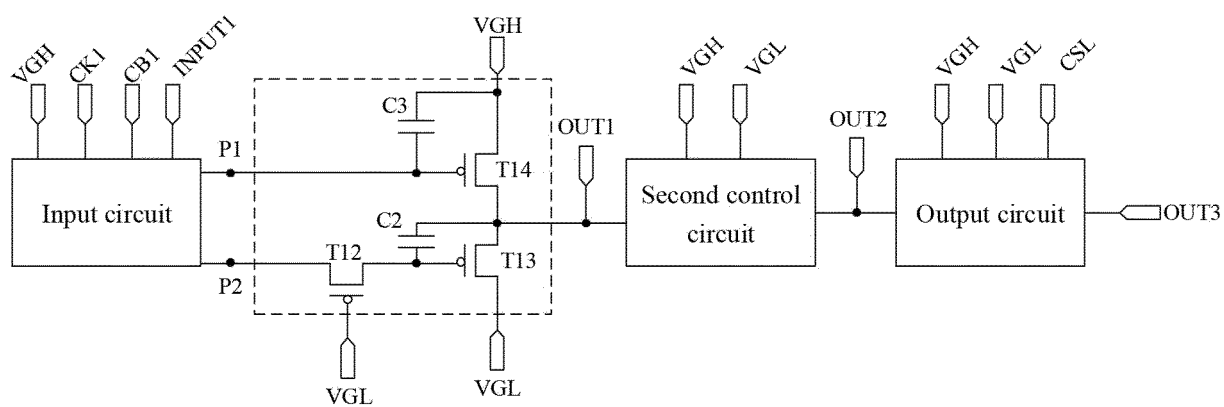 VGH
CK1
CB1
INPUT1
VGH
VGH
VGL
VGH
VGL
CSL
C3
OUT1
OUT2
P1
T14
Input circuit
Second control
circuit
Output circuit
OUT3
C2
T12
T13
P2
VGL
VGL